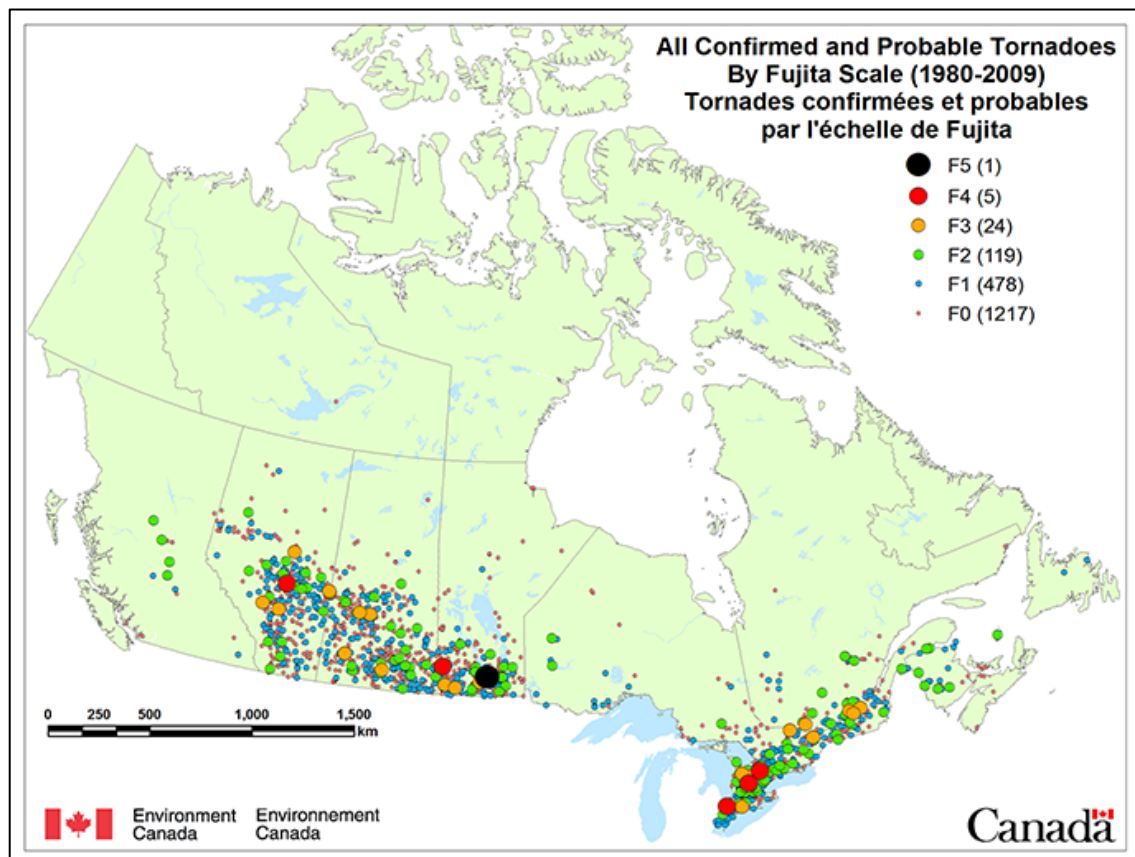 All Confirmed and Probable Tornadoes
By Fujita Scale (1980-2009)
Tornades confirmées et probables
par l'échelle de Fujita
F5 (1)
F4 (5)
F3 (24)
F2 (119)
F1 (478)
F0 (1217)
0 250 500 1,000 1,500
km
Environment Environnement
Canada Canada
Canada